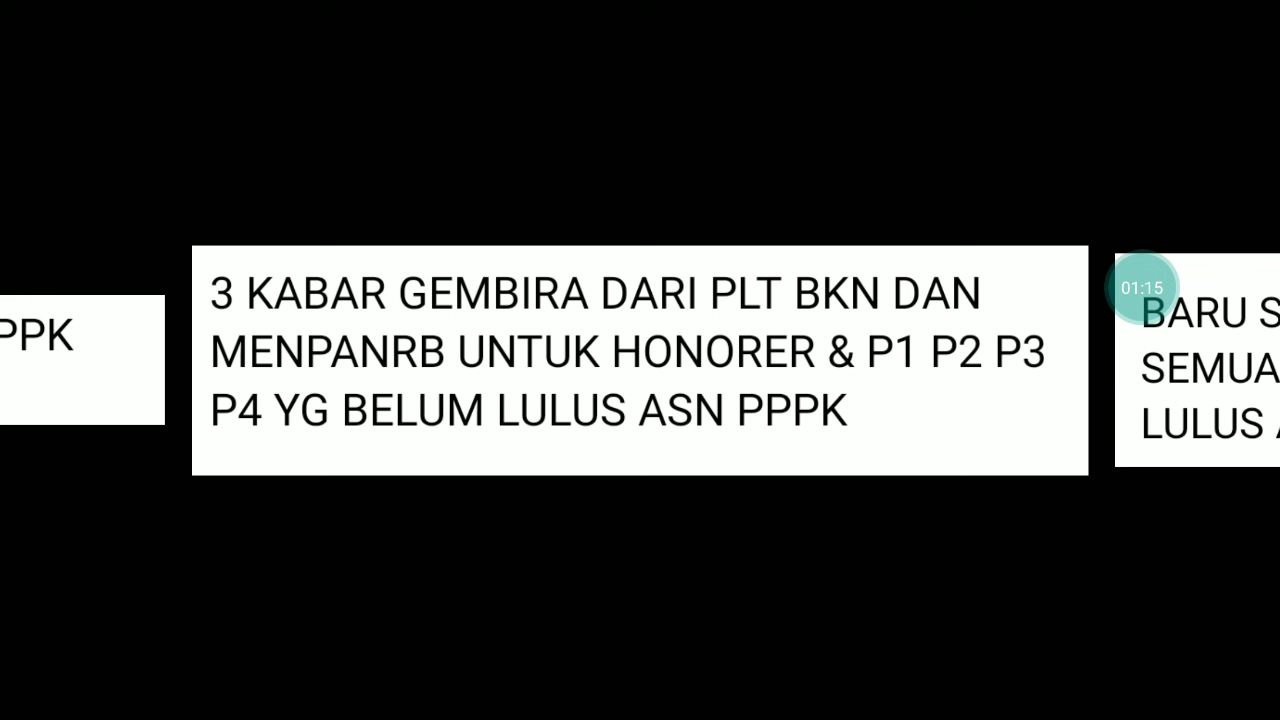 PPK
3 KABAR GEMBIRA DARI PLT BKN DAN
MENPANRB UNTUK HONORER & P1 P2 P3
P4 YG BELUM LULUS ASN PPPK
01:15
BARU
SEMUA
LULUS